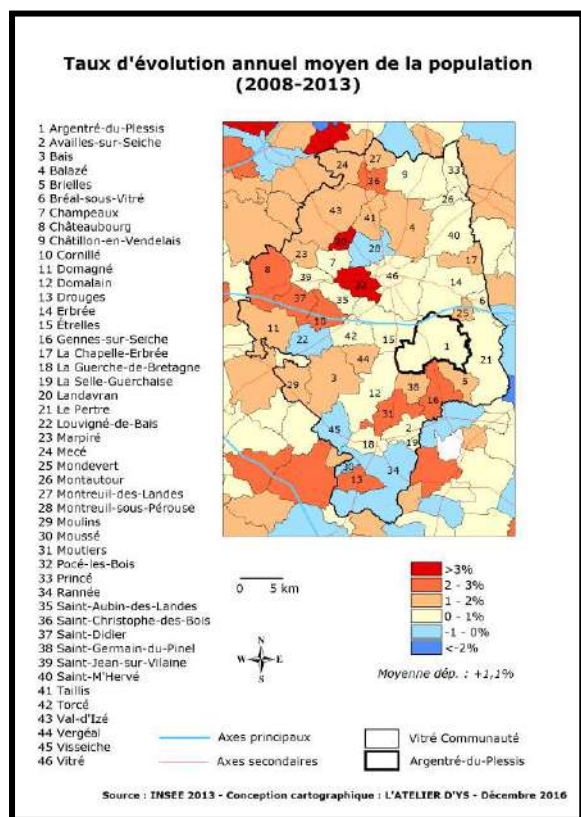 Taux d'évolution annuel moyen de la population
(2008-2013)
1 Argentré-du-Plessis
2 Availles-sur-Seiche
3 Bais
4 Balazé
5 Brielles
6 Bréal-sous-Vitré
7 Champeaux
8 Châteaubourg
9 Châtillon-en-Vendelais
10 Cornillé
11 Domagné
12 Domalain
13 Drouges
14 Erbrée
15 Étrelles
16 Gennes-sur-Seiche
17 La Chapelle-Erbrée
18 La Guerche-de-Bretagne
19 La Selle-Guerchaise
20 Landavran
21 Le Pertre
22 Louvigné-de-Bais
23 Marpiré
24 Mecé
25 Mondevert
26 Montautour
27 Montreuil-des-Landes
28 Montreuil-sous-Pérouse
29 Moulins
30 Moussé
31 Moutiers
32 Pocé-les-Bois
33 Princé
34 Rannée
35 Saint-Aubin-des-Landes
36 Saint-Christophe-des-Bois
37 Saint-Didier
38 Saint-Germain-du-Pinel
39 Saint-Jean-sur-Vilaine
40 Saint-M'Hervé
41 Taillis
42 Torcé
43 Val-d'Izé
44 Vergéal
45 Visseiche
46 Vitré
27
24
36
9
33
26
43
41
4
40
20
28
23
7
17
8
39
32
46
14
37
35
6
10
25
11
22
42
15
1
21
44
29
3
38
5
12
16
31
45
2
18
19
30
13
34
0 5 km
N
W E
S
>3%
2 - 3%
1 - 2%
0 - 1%
-1 - 0%
<-2%
Moyenne dép. : +1,1%
Axes principaux
Axes secondaires
Vitré Communauté
Argentré-du-Plessis
Source : INSEE 2013 - Conception cartographique : L'ATELIER D'YS - Décembre 2016